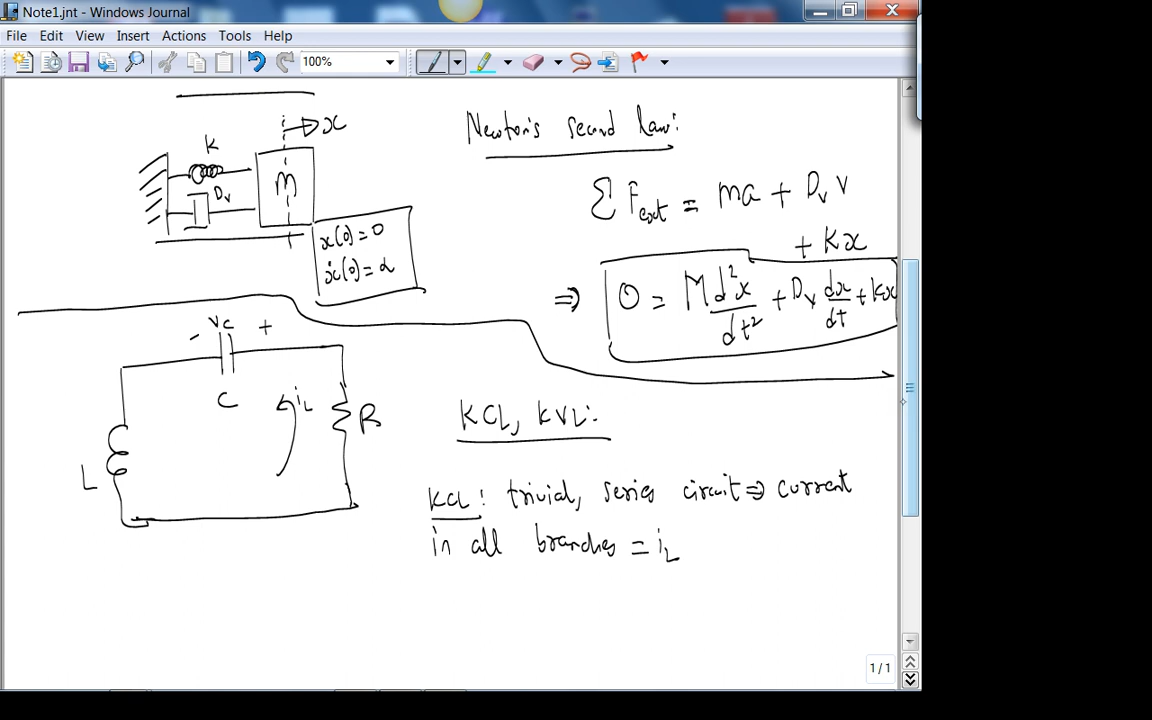 Note1.jnt - Windows Journal
File Edit View Insert Actions Tools Help
100%
x
K
Dv
M
x(0) = 0
ẋ(0) = α
Newton's second law:
Σ Fext = ma + Dv v
+ Kx
⇒ 0 = M d²x/dt² + Dv dx/dt + Kx
- Vc +
C
iL
R
L
KCL, KVL:
KCL: trivial, series circuit ⇒ current
in all branches = iL
1 / 1